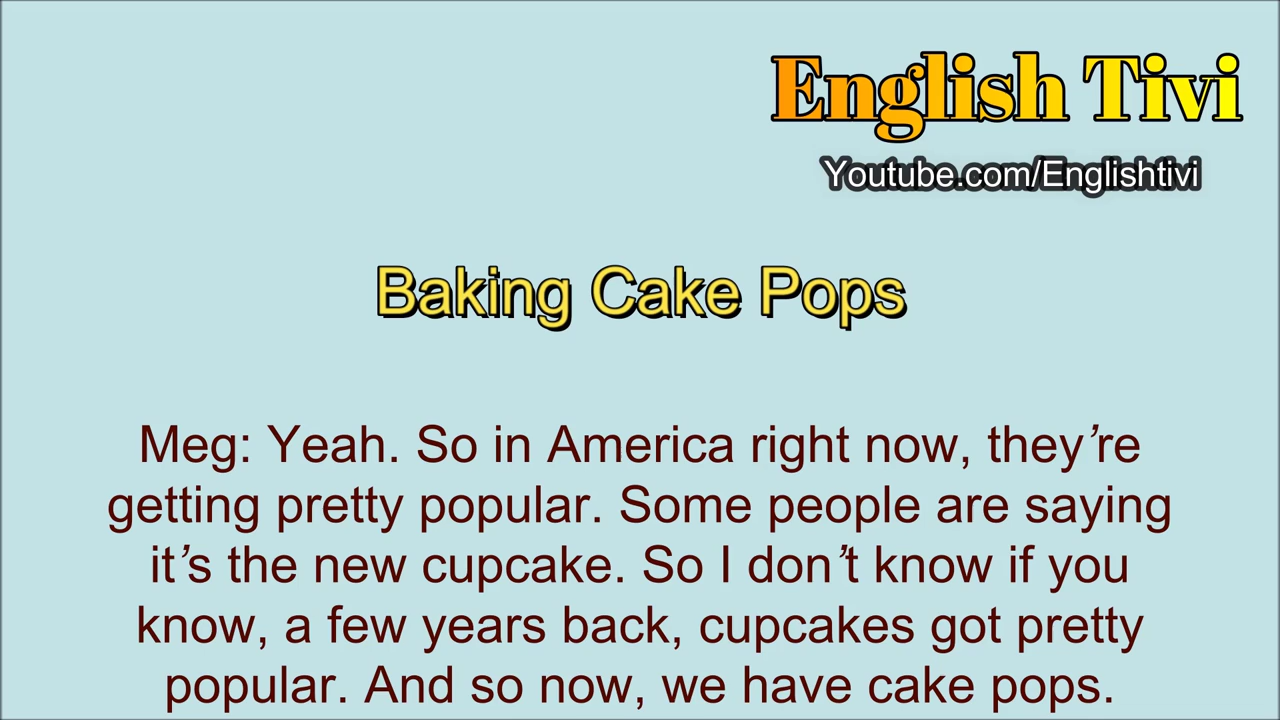 English Tivi
Youtube.com/Englishtivi
Baking Cake Pops
Meg: Yeah. So in America right now, they’re
getting pretty popular. Some people are saying
it’s the new cupcake. So I don’t know if you
know, a few years back, cupcakes got pretty
popular. And so now, we have cake pops.